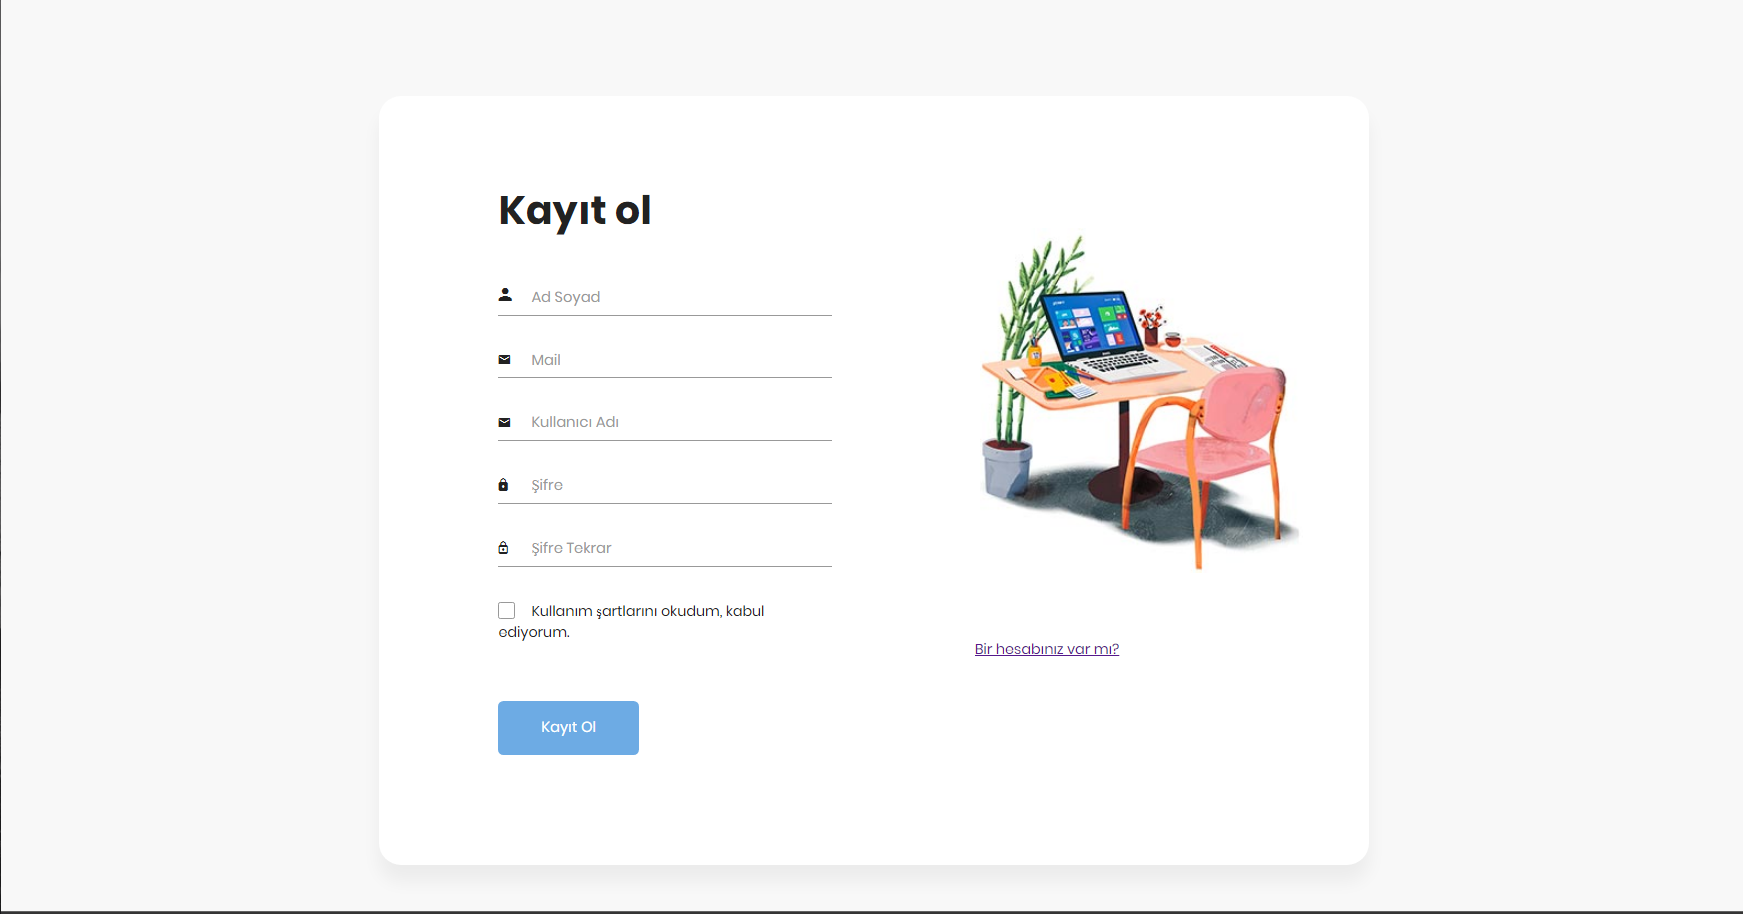 Kayıt ol
Ad Soyad
Mail
Kullanıcı Adı
Şifre
Şifre Tekrar
Kullanım şartlarını okudum, kabul
ediyorum.
Kayıt Ol
Bir hesabınız var mı?